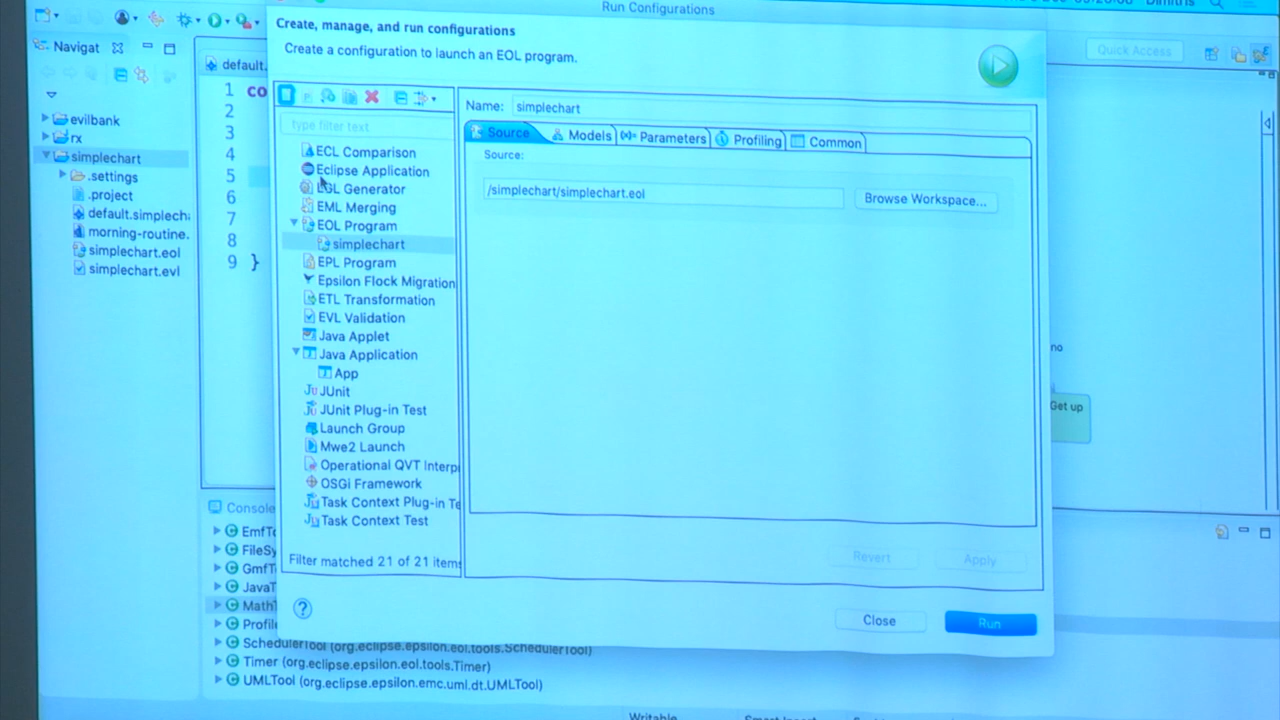 Run Configurations
Dimitris
Create, manage, and run configurations
Create a configuration to launch an EOL program.
Quick Access
Navigat
default.
1 co
2
3
4
5
6
7
8
9 }
evilbank
rx
simplechart
.settings
.project
default.simplech
morning-routine.
simplechart.eol
simplechart.evl
type filter text
ECL Comparison
Eclipse Application
EGL Generator
EML Merging
EOL Program
simplechart
EPL Program
Epsilon Flock Migration
ETL Transformation
EVL Validation
Java Applet
Java Application
App
JUnit
JUnit Plug-in Test
Launch Group
Mwe2 Launch
Operational QVT Interp
OSGi Framework
Task Context Plug-in Te
Task Context Test
Filter matched 21 of 21 items
Name: simplechart
Source Models Parameters Profiling Common
Source:
/simplechart/simplechart.eol
Browse Workspace...
Revert Apply
Close Run
no
Get up
Console
EmfTo
FileSy
GmfT
JavaT
MathT
Profil
SchedulerTool (org.eclipse.epsilon.eol.tools.SchedulerTool)
Timer (org.eclipse.epsilon.eol.tools.Timer)
UMLTool (org.eclipse.epsilon.emc.uml.dt.UMLTool)
Writable
Smart Insert